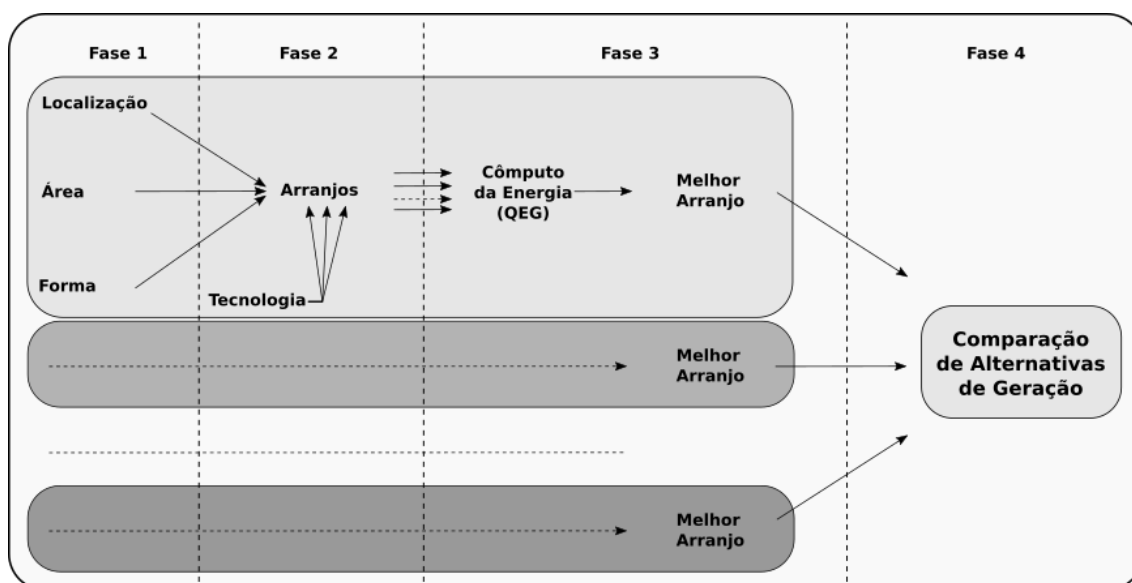 Fase 1
Fase 2
Fase 3
Fase 4
Localização
Área
Forma
Arranjos
Tecnologia
Cômputo
da Energia
(QEG)
Melhor
Arranjo
Melhor
Arranjo
Melhor
Arranjo
Comparação
de Alternativas
de Geração